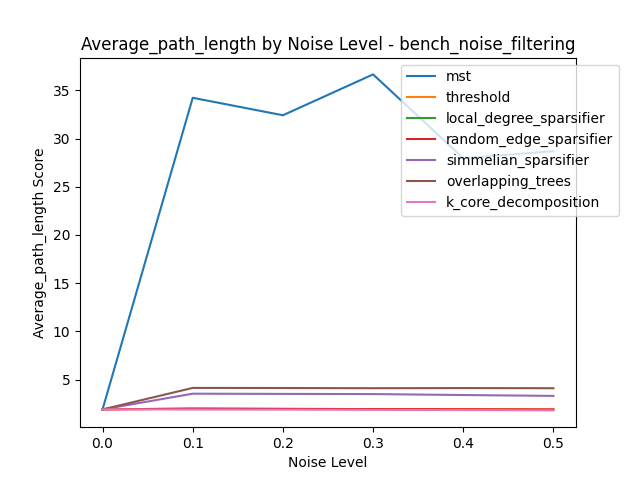 Average_path_length by Noise Level - bench_noise_filtering
Average_path_length Score
35
30
25
20
15
10
5
mst
threshold
local_degree_sparsifier
random_edge_sparsifier
simmelian_sparsifier
overlapping_trees
k_core_decomposition
0.0 0.1 0.2 0.3 0.4 0.5
Noise Level